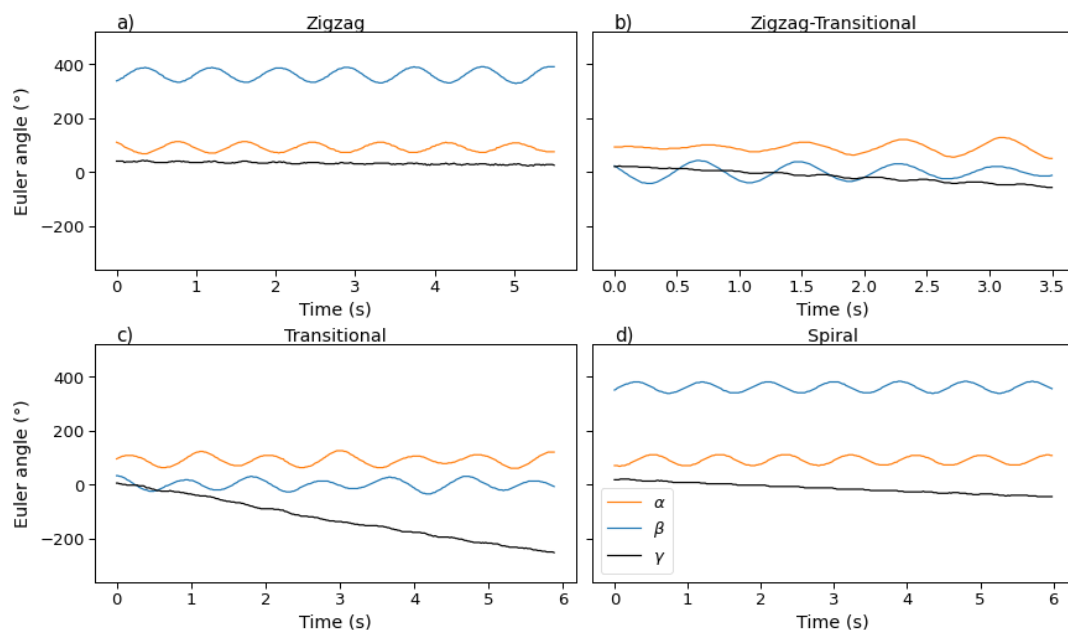 a) Zigzag
b) Zigzag-Transitional
Euler angle (°)
400
200
0
−200
0 1 2 3 4 5
Time (s)
0.0 0.5 1.0 1.5 2.0 2.5 3.0 3.5
Time (s)
c) Transitional
d) Spiral
Euler angle (°)
400
200
0
−200
α
β
γ
0 1 2 3 4 5 6
Time (s)
0 1 2 3 4 5 6
Time (s)